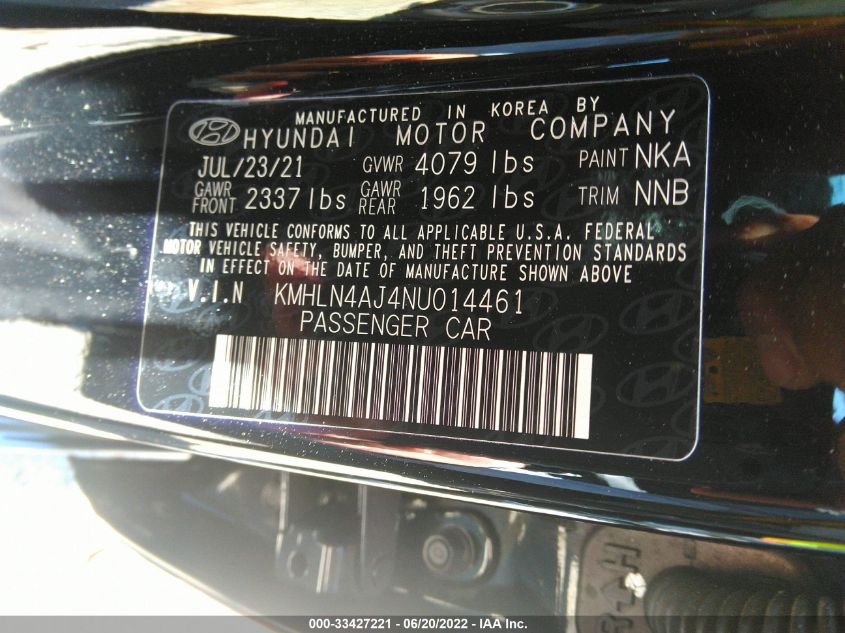 MANUFACTURED IN KOREA BY
HYUNDAI MOTOR COMPANY
JUL/23/21 GVWR 4079 lbs PAINT NKA
GAWR FRONT 2337 lbs GAWR REAR 1962 lbs TRIM NNB
THIS VEHICLE CONFORMS TO ALL APPLICABLE U.S.A. FEDERAL
MOTOR VEHICLE SAFETY, BUMPER, AND THEFT PREVENTION STANDARDS
IN EFFECT ON THE DATE OF MANUFACTURE SHOWN ABOVE
V.I.N KMHLN4AJ4NU014461
PASSENGER CAR
000-33427221 - 06/20/2022 - IAA Inc.